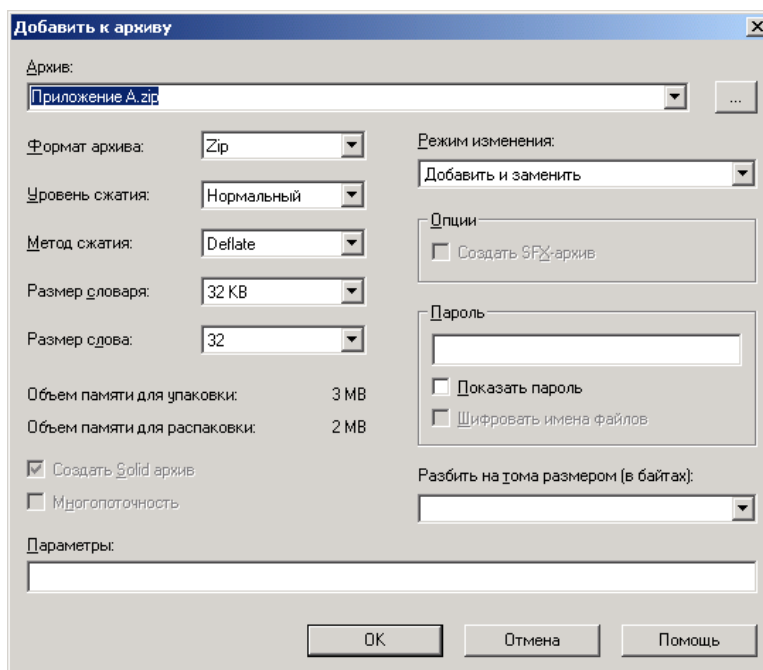 Добавить к архиву
Архив:
Приложение A.zip
...
Формат архива: Zip
Режим изменения:
Добавить и заменить
Уровень сжатия: Нормальный
Опции
Создать SFX-архив
Метод сжатия: Deflate
Размер словаря: 32 KB
Пароль
Размер слова: 32
Показать пароль
Шифровать имена файлов
Объем памяти для упаковки: 3 MB
Объем памяти для распаковки: 2 MB
Создать Solid архив
Многопоточность
Разбить на тома размером (в байтах):
Параметры:
OK Отмена Помощь